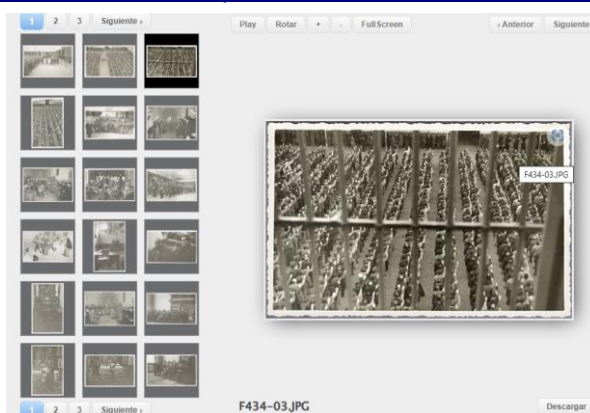 1 2 3 Siguiente ›
Play Rotar + - FullScreen ‹ Anterior Siguiente
F434-03.JPG
F434-03.JPG
Descargar
1 2 3 Siguiente ›